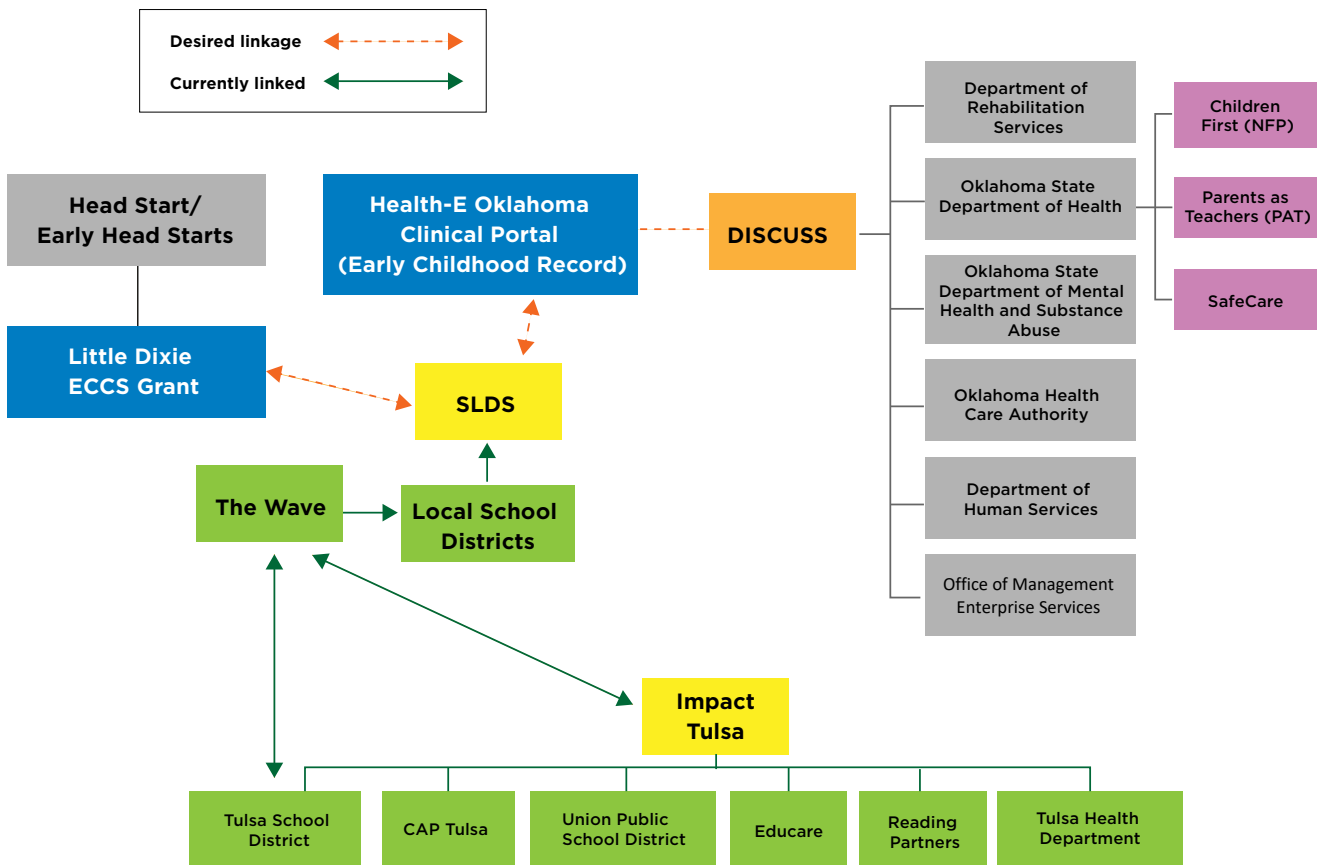 Desired linkage
Currently linked
Head Start/
Early Head Starts
Little Dixie
ECCS Grant
Health-E Oklahoma
Clinical Portal
(Early Childhood Record)
DISCUSS
SLDS
The Wave
Local School
Districts
Department of
Rehabilitation
Services
Oklahoma State
Department of Health
Oklahoma State
Department of Mental
Health and Substance
Abuse
Oklahoma Health
Care Authority
Department of
Human Services
Office of Management
Enterprise Services
Children
First (NFP)
Parents as
Teachers (PAT)
SafeCare
Impact
Tulsa
Tulsa School
District
CAP Tulsa
Union Public
School District
Educare
Reading
Partners
Tulsa Health
Department